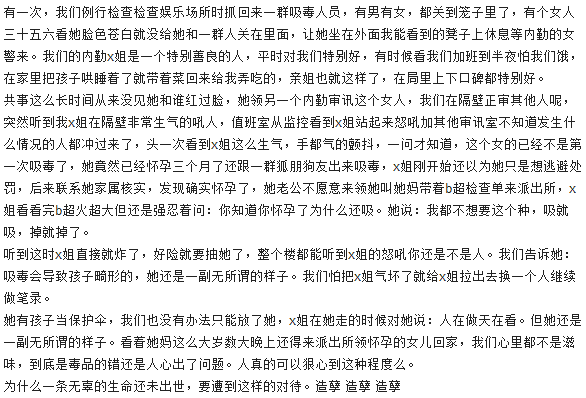 有一次，我们例行检查检查娱乐场所时抓回来一群吸毒人员，有男有女，都关到笼子里了，有个女人
三十五六看她脸色苍白就没给她和一群人关在里面，让她坐在外面我能看到的凳子上休息等内勤的女
警来。我们的内勤x姐是一个特别善良的人，平时对我们特别好，有时候看我们加班到半夜怕我们饿，
在家里把孩子哄睡着了就带着菜回来给我弄吃的，亲姐也就这样了，在局里上下口碑都特别好。
共事这么长时间从来没见她和谁红过脸，她领另一个内勤审讯这个女人，我们在隔壁正审其他人呢，
突然听到我x姐在隔壁非常生气的吼人，值班室从监控看到x姐站起来怒吼加其他审讯室不知道发生什
么情况的人都冲过来了，头一次看到x姐这么生气，手都气的颤抖，一问才知道，这个女的已经不是第
一次吸毒了，她竟然已经怀孕三个月了还跟一群狐朋狗友出来吸毒，x姐刚开始还以为她只是想逃避处
罚，后来联系她家属核实，发现确实怀孕了，她老公不愿意来领她叫她妈带着b超检查单来派出所，x
姐看看完b超火超大但还是强忍着问：你知道你怀孕了为什么还吸。她说：我都不想要这个种，吸就
吸，掉就掉了。
听到这时x姐直接就炸了，好险就要抽她了，整个楼都能听到x姐的怒吼你还是不是人。我们告诉她：
吸毒会导致孩子畸形的，她还是一副无所谓的样子。我们怕把x姐气坏了就给x姐拉出去换一个人继续
做笔录。
她有孩子当保护伞，我们也没有办法只能放了她，x姐在她走的时候对她说：人在做天在看。但她还是
一副无所谓的样子。看着她妈这么大岁数大晚上还得来派出所领怀孕的女儿回家，我们心里都不是滋
味，到底是毒品的错还是人心出了问题。人真的可以狠心到这种程度么。
为什么一条无辜的生命还未出世，要遭到这样的对待。造孽 造孽 造孽